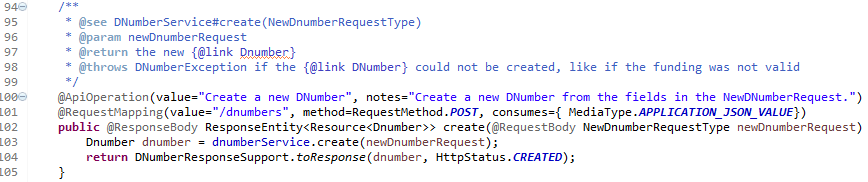 94 /**
95 * @see DNumberService#create(NewDnumberRequestType)
96 * @param newDnumberRequest
97 * @return the new {@link Dnumber}
98 * @throws DNumberException if the {@link DNumber} could not be created, like if the funding was not valid
99 */
100 @ApiOperation(value="Create a new DNumber", notes="Create a new DNumber from the fields in the NewDNumberRequest.")
101 @RequestMapping(value="/dnumbers", method=RequestMethod.POST, consumes={ MediaType.APPLICATION_JSON_VALUE})
102 public @ResponseBody ResponseEntity<Resource<Dnumber>> create(@RequestBody NewDnumberRequestType newDnumberRequest)
103 Dnumber dnumber = dnumberService.create(newDnumberRequest);
104 return DNumberResponseSupport.toResponse(dnumber, HttpStatus.CREATED);
105 }